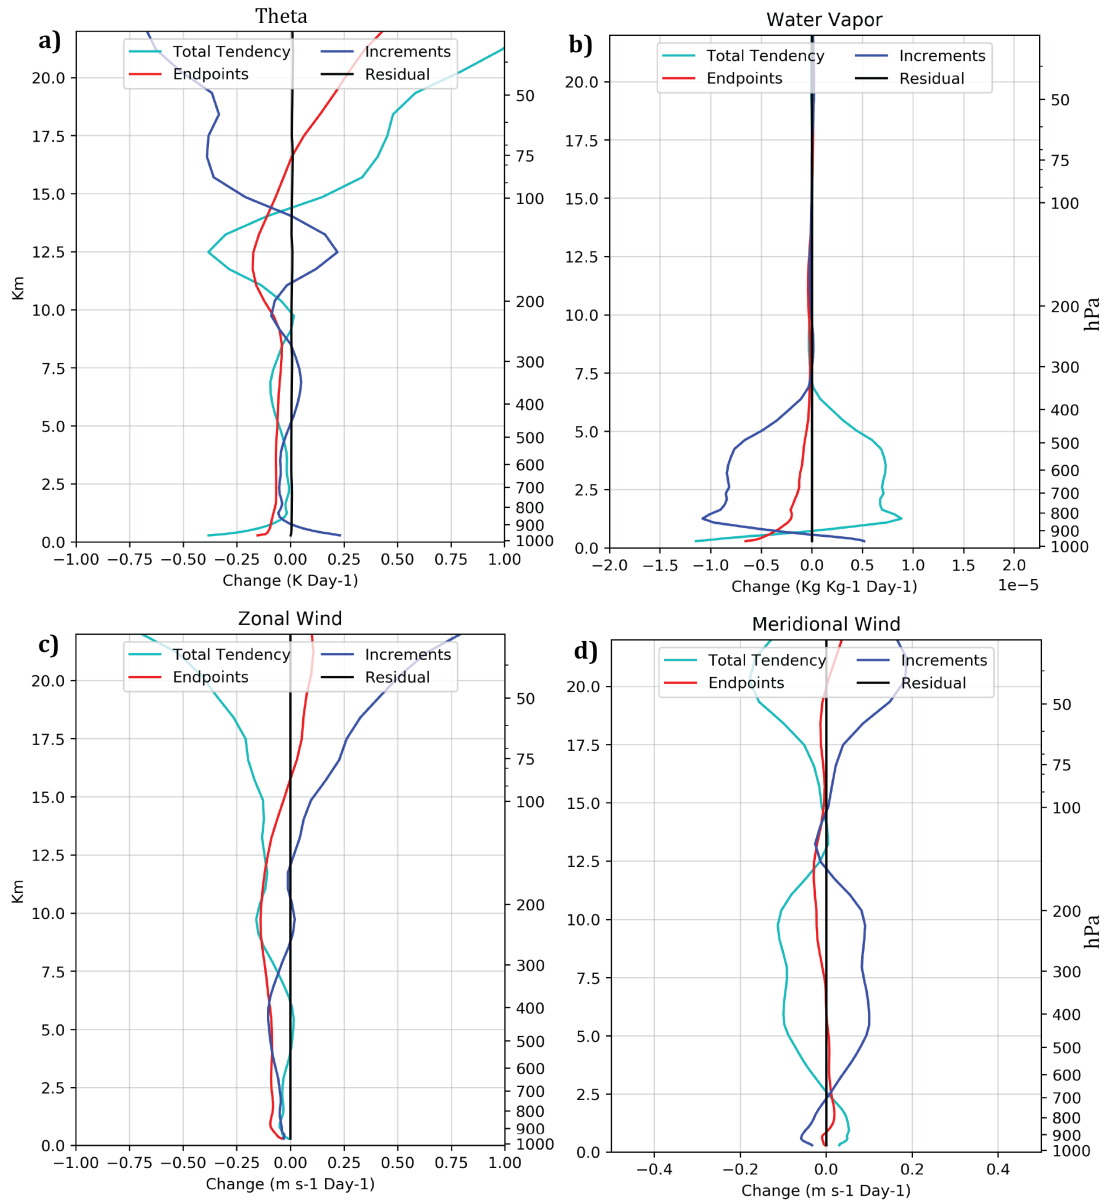 Theta
a)
Total Tendency
Endpoints
Increments
Residual
20.0
17.5
15.0
12.5
10.0
7.5
5.0
2.5
0.0
Km
50
75
100
200
300
400
500
600
700
800
900
1000
−1.00 −0.75 −0.50 −0.25 0.00 0.25 0.50 0.75 1.00
Change (K Day-1)
Water Vapor
b)
Total Tendency
Endpoints
Increments
Residual
20.0
17.5
15.0
12.5
10.0
7.5
5.0
2.5
0.0
50
75
100
200
300
400
500
600
700
800
900
1000
hPa
−2.0 −1.5 −1.0 −0.5 0.0 0.5 1.0 1.5 2.0
1e−5
Change (Kg Kg-1 Day-1)
Zonal Wind
c)
Total Tendency
Endpoints
Increments
Residual
20.0
17.5
15.0
12.5
10.0
7.5
5.0
2.5
0.0
Km
50
75
100
200
300
400
500
600
700
800
900
1000
−1.00 −0.75 −0.50 −0.25 0.00 0.25 0.50 0.75 1.00
Change (m s-1 Day-1)
Meridional Wind
d)
Total Tendency
Endpoints
Increments
Residual
20.0
17.5
15.0
12.5
10.0
7.5
5.0
2.5
0.0
50
75
100
200
300
400
500
600
700
800
900
1000
hPa
−0.4 −0.2 0.0 0.2 0.4
Change (m s-1 Day-1)